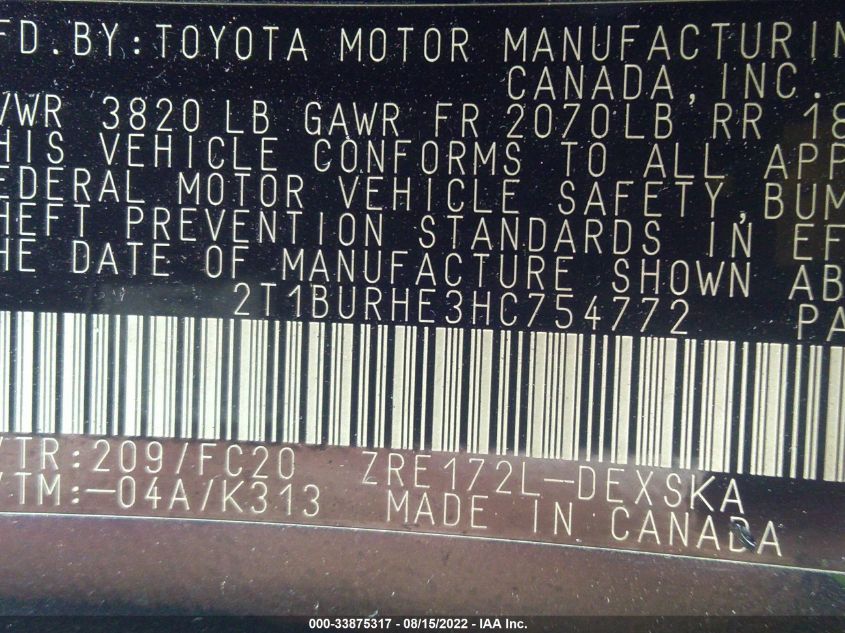 FD.BY:TOYOTA MOTOR MANUFACTURIN
CANADA,INC.
VWR 3820 LB GAWR FR 2070LB RR 18
HIS VEHICLE CONFORMS TO ALL APP
EDERAL MOTOR VEHICLE SAFETY,BUM
HEFT PREVENTION STANDARDS IN EF
HE DATE OF MANUFACTURE SHOWN AB
2T1BURHE3HC754772 PA
/TR:209/FC20 ZRE172L-DEXSKA
/TM:-04A/K313 MADE IN CANADA
000-33875317 - 08/15/2022 - IAA Inc.